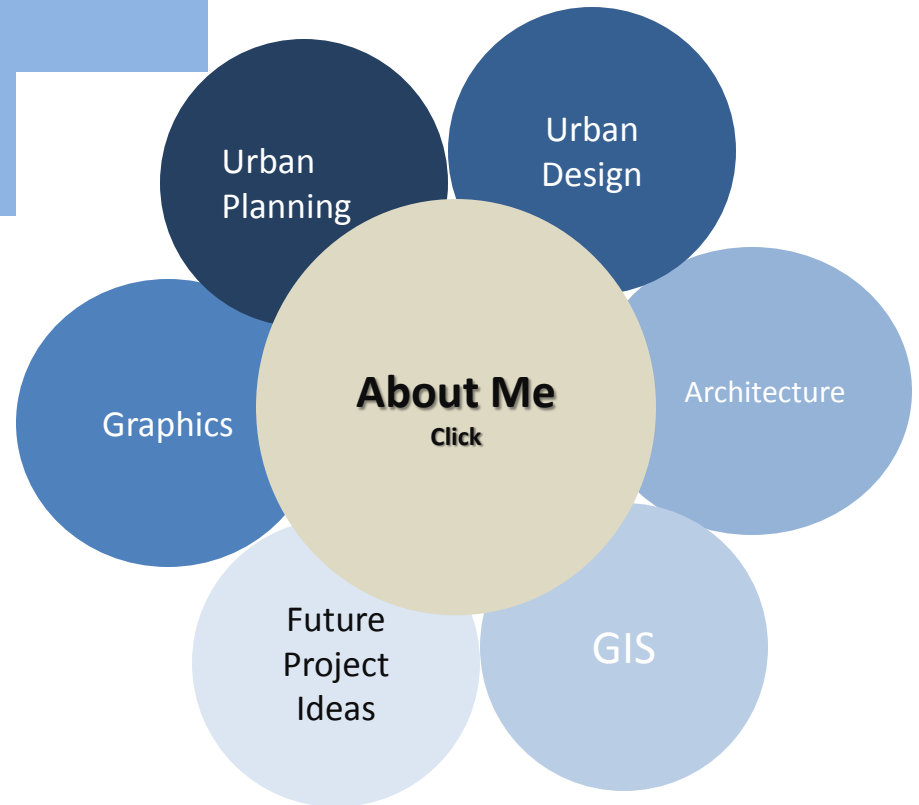 Urban
Planning
Urban
Design
Graphics
About Me
Click
Architecture
Future
Project
Ideas
GIS